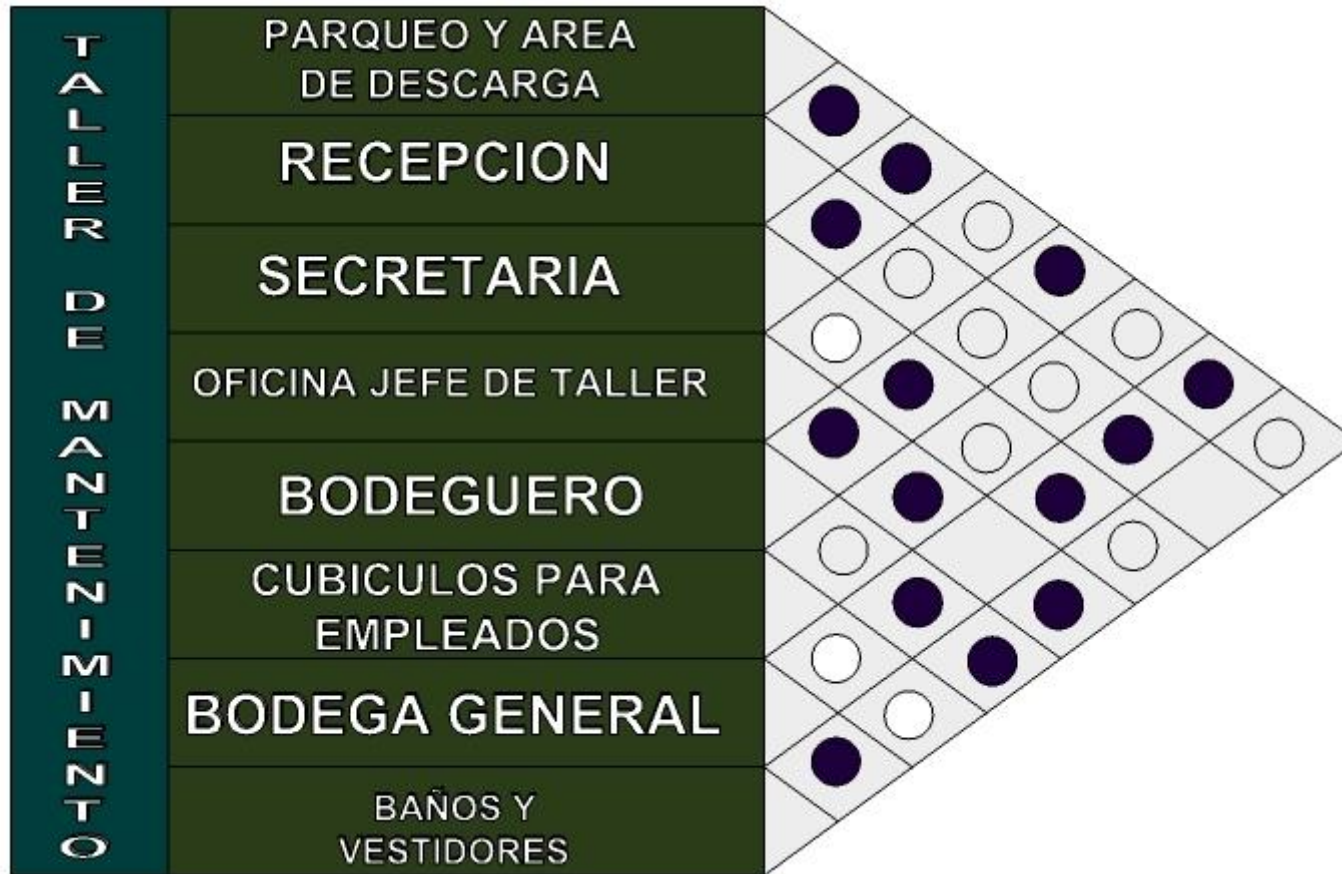 TALLER DE MANTENIMIENTO
PARQUEO Y AREA
DE DESCARGA
RECEPCION
SECRETARIA
OFICINA JEFE DE TALLER
BODEGUERO
CUBICULOS PARA
EMPLEADOS
BODEGA GENERAL
BAÑOS Y
VESTIDORES